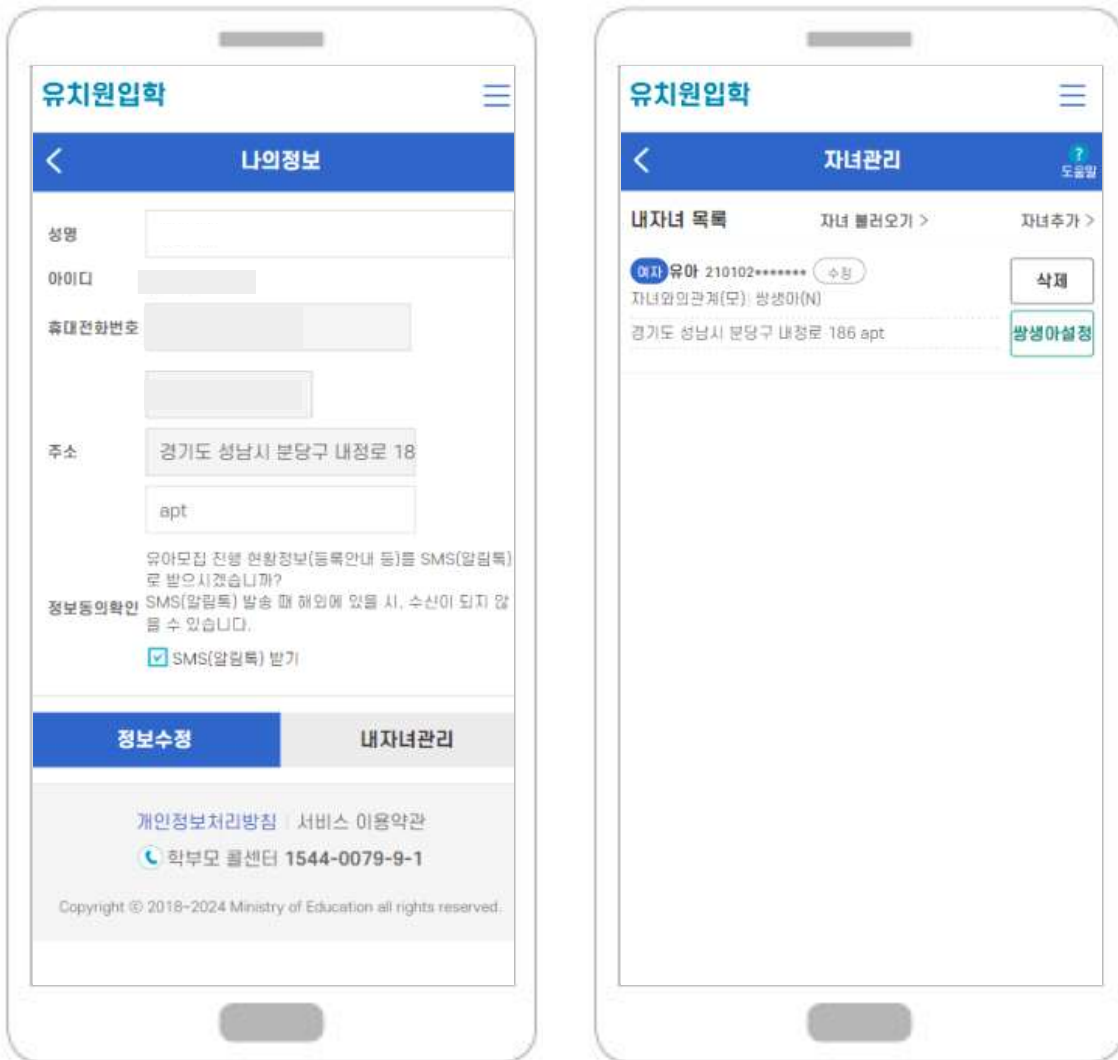 유치원입학
나의정보
성명
아이디
휴대전화번호
주소
경기도 성남시 분당구 내정로 18
apt
정보동의확인
유아모집 진행 현황정보(등록안내 등)를 SMS(알림톡)
로 받으시겠습니까?
SMS(알림톡) 발송 때 해외에 있을 시, 수신이 되지 않
을 수 있습니다.
SMS(알림톡) 받기
정보수정 내자녀관리
개인정보처리방침 | 서비스 이용약관
학부모 콜센터 1544-0079-9-1
Copyright ⓒ 2018~2024 Ministry of Education all rights reserved.
유치원입학
자녀관리
?
도움말
내자녀 목록 자녀 불러오기 > 자녀추가 >
여자 유아 210102******* 수정
삭제
자녀와의관계(모): 쌍생아(N)
경기도 성남시 분당구 내정로 186 apt
쌍생아설정